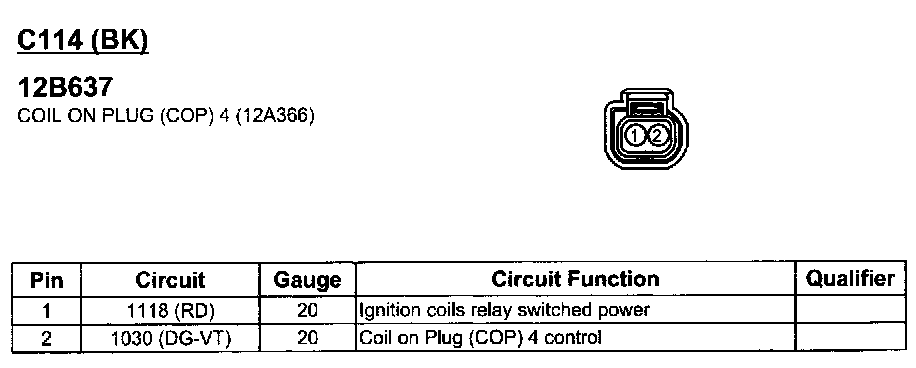 C114 (BK)
12B637
COIL ON PLUG (COP) 4 (12A366)
1 2
Pin Circuit Gauge Circuit Function Qualifier
1 1118 (RD) 20 Ignition coils relay switched power
2 1030 (DG-VT) 20 Coil on Plug (COP) 4 control